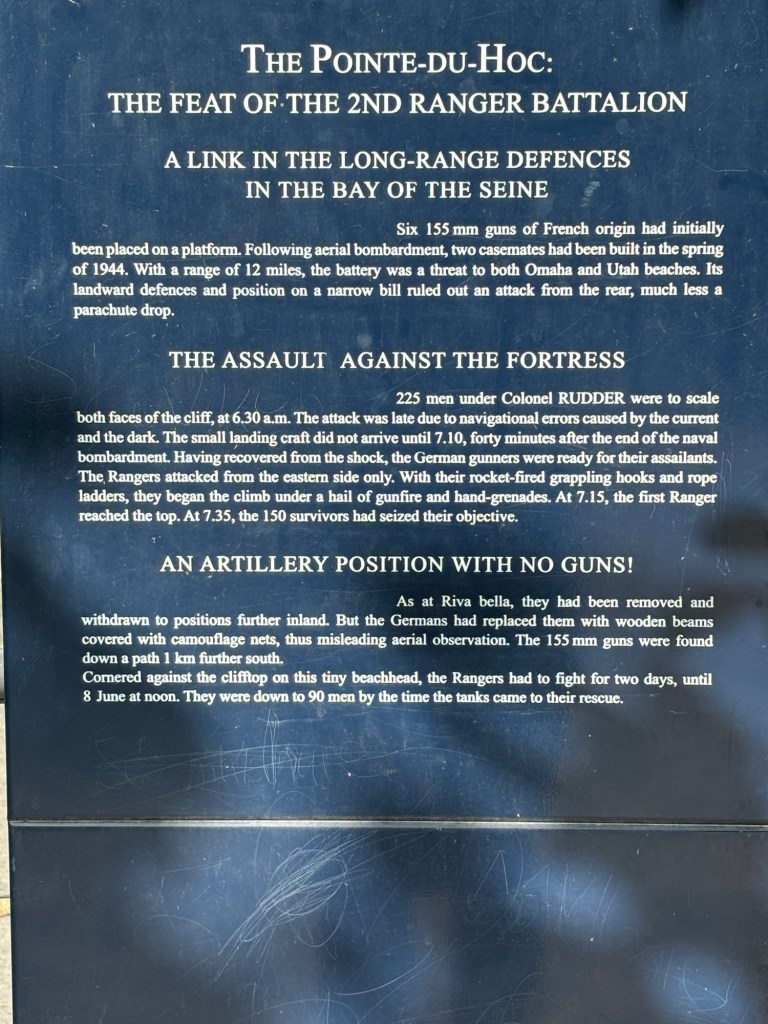 THE POINTE-DU-HOC:
THE FEAT OF THE 2ND RANGER BATTALION
A LINK IN THE LONG-RANGE DEFENCES
IN THE BAY OF THE SEINE
Six 155 mm guns of French origin had initially
been placed on a platform. Following aerial bombardment, two casemates had been built in the spring
of 1944. With a range of 12 miles, the battery was a threat to both Omaha and Utah beaches. Its
landward defences and position on a narrow bill ruled out an attack from the rear, much less a
parachute drop.
THE ASSAULT AGAINST THE FORTRESS
225 men under Colonel RUDDER were to scale
both faces of the cliff, at 6.30 a.m. The attack was late due to navigational errors caused by the current
and the dark. The small landing craft did not arrive until 7.10, forty minutes after the end of the naval
bombardment. Having recovered from the shock, the German gunners were ready for their assailants.
The Rangers attacked from the eastern side only. With their rocket-fired grappling hooks and rope
ladders, they began the climb under a hail of gunfire and hand-grenades. At 7.15, the first Ranger
reached the top. At 7.35, the 150 survivors had seized their objective.
AN ARTILLERY POSITION WITH NO GUNS!
As at Riva bella, they had been removed and
withdrawn to positions further inland. But the Germans had replaced them with wooden beams
covered with camouflage nets, thus misleading aerial observation. The 155 mm guns were found
down a path 1 km further south.
Cornered against the clifftop on this tiny beachhead, the Rangers had to fight for two days, until
8 June at noon. They were down to 90 men by the time the tanks came to their rescue.